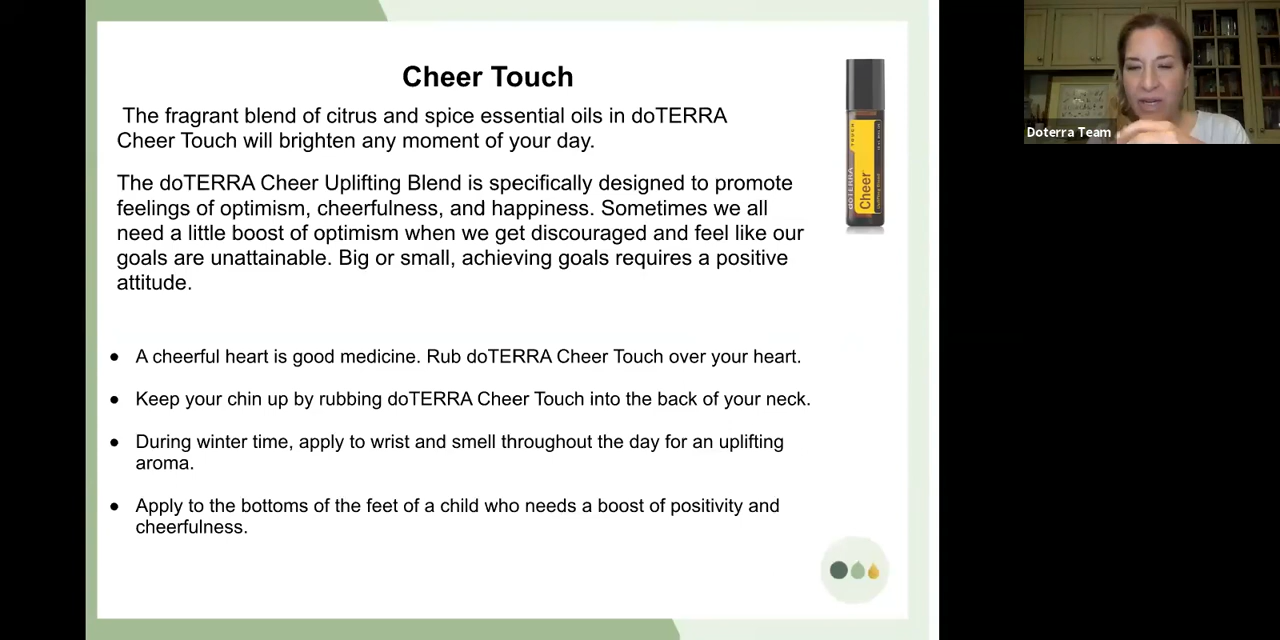 Cheer Touch
The fragrant blend of citrus and spice essential oils in doTERRA
Cheer Touch will brighten any moment of your day.
The doTERRA Cheer Uplifting Blend is specifically designed to promote
feelings of optimism, cheerfulness, and happiness. Sometimes we all
need a little boost of optimism when we get discouraged and feel like our
goals are unattainable. Big or small, achieving goals requires a positive
attitude.
● A cheerful heart is good medicine. Rub doTERRA Cheer Touch over your heart.
● Keep your chin up by rubbing doTERRA Cheer Touch into the back of your neck.
● During winter time, apply to wrist and smell throughout the day for an uplifting
aroma.
● Apply to the bottoms of the feet of a child who needs a boost of positivity and
cheerfulness.
doTERRA TOUCH
Cheer
Uplifting Blend
Doterra Team